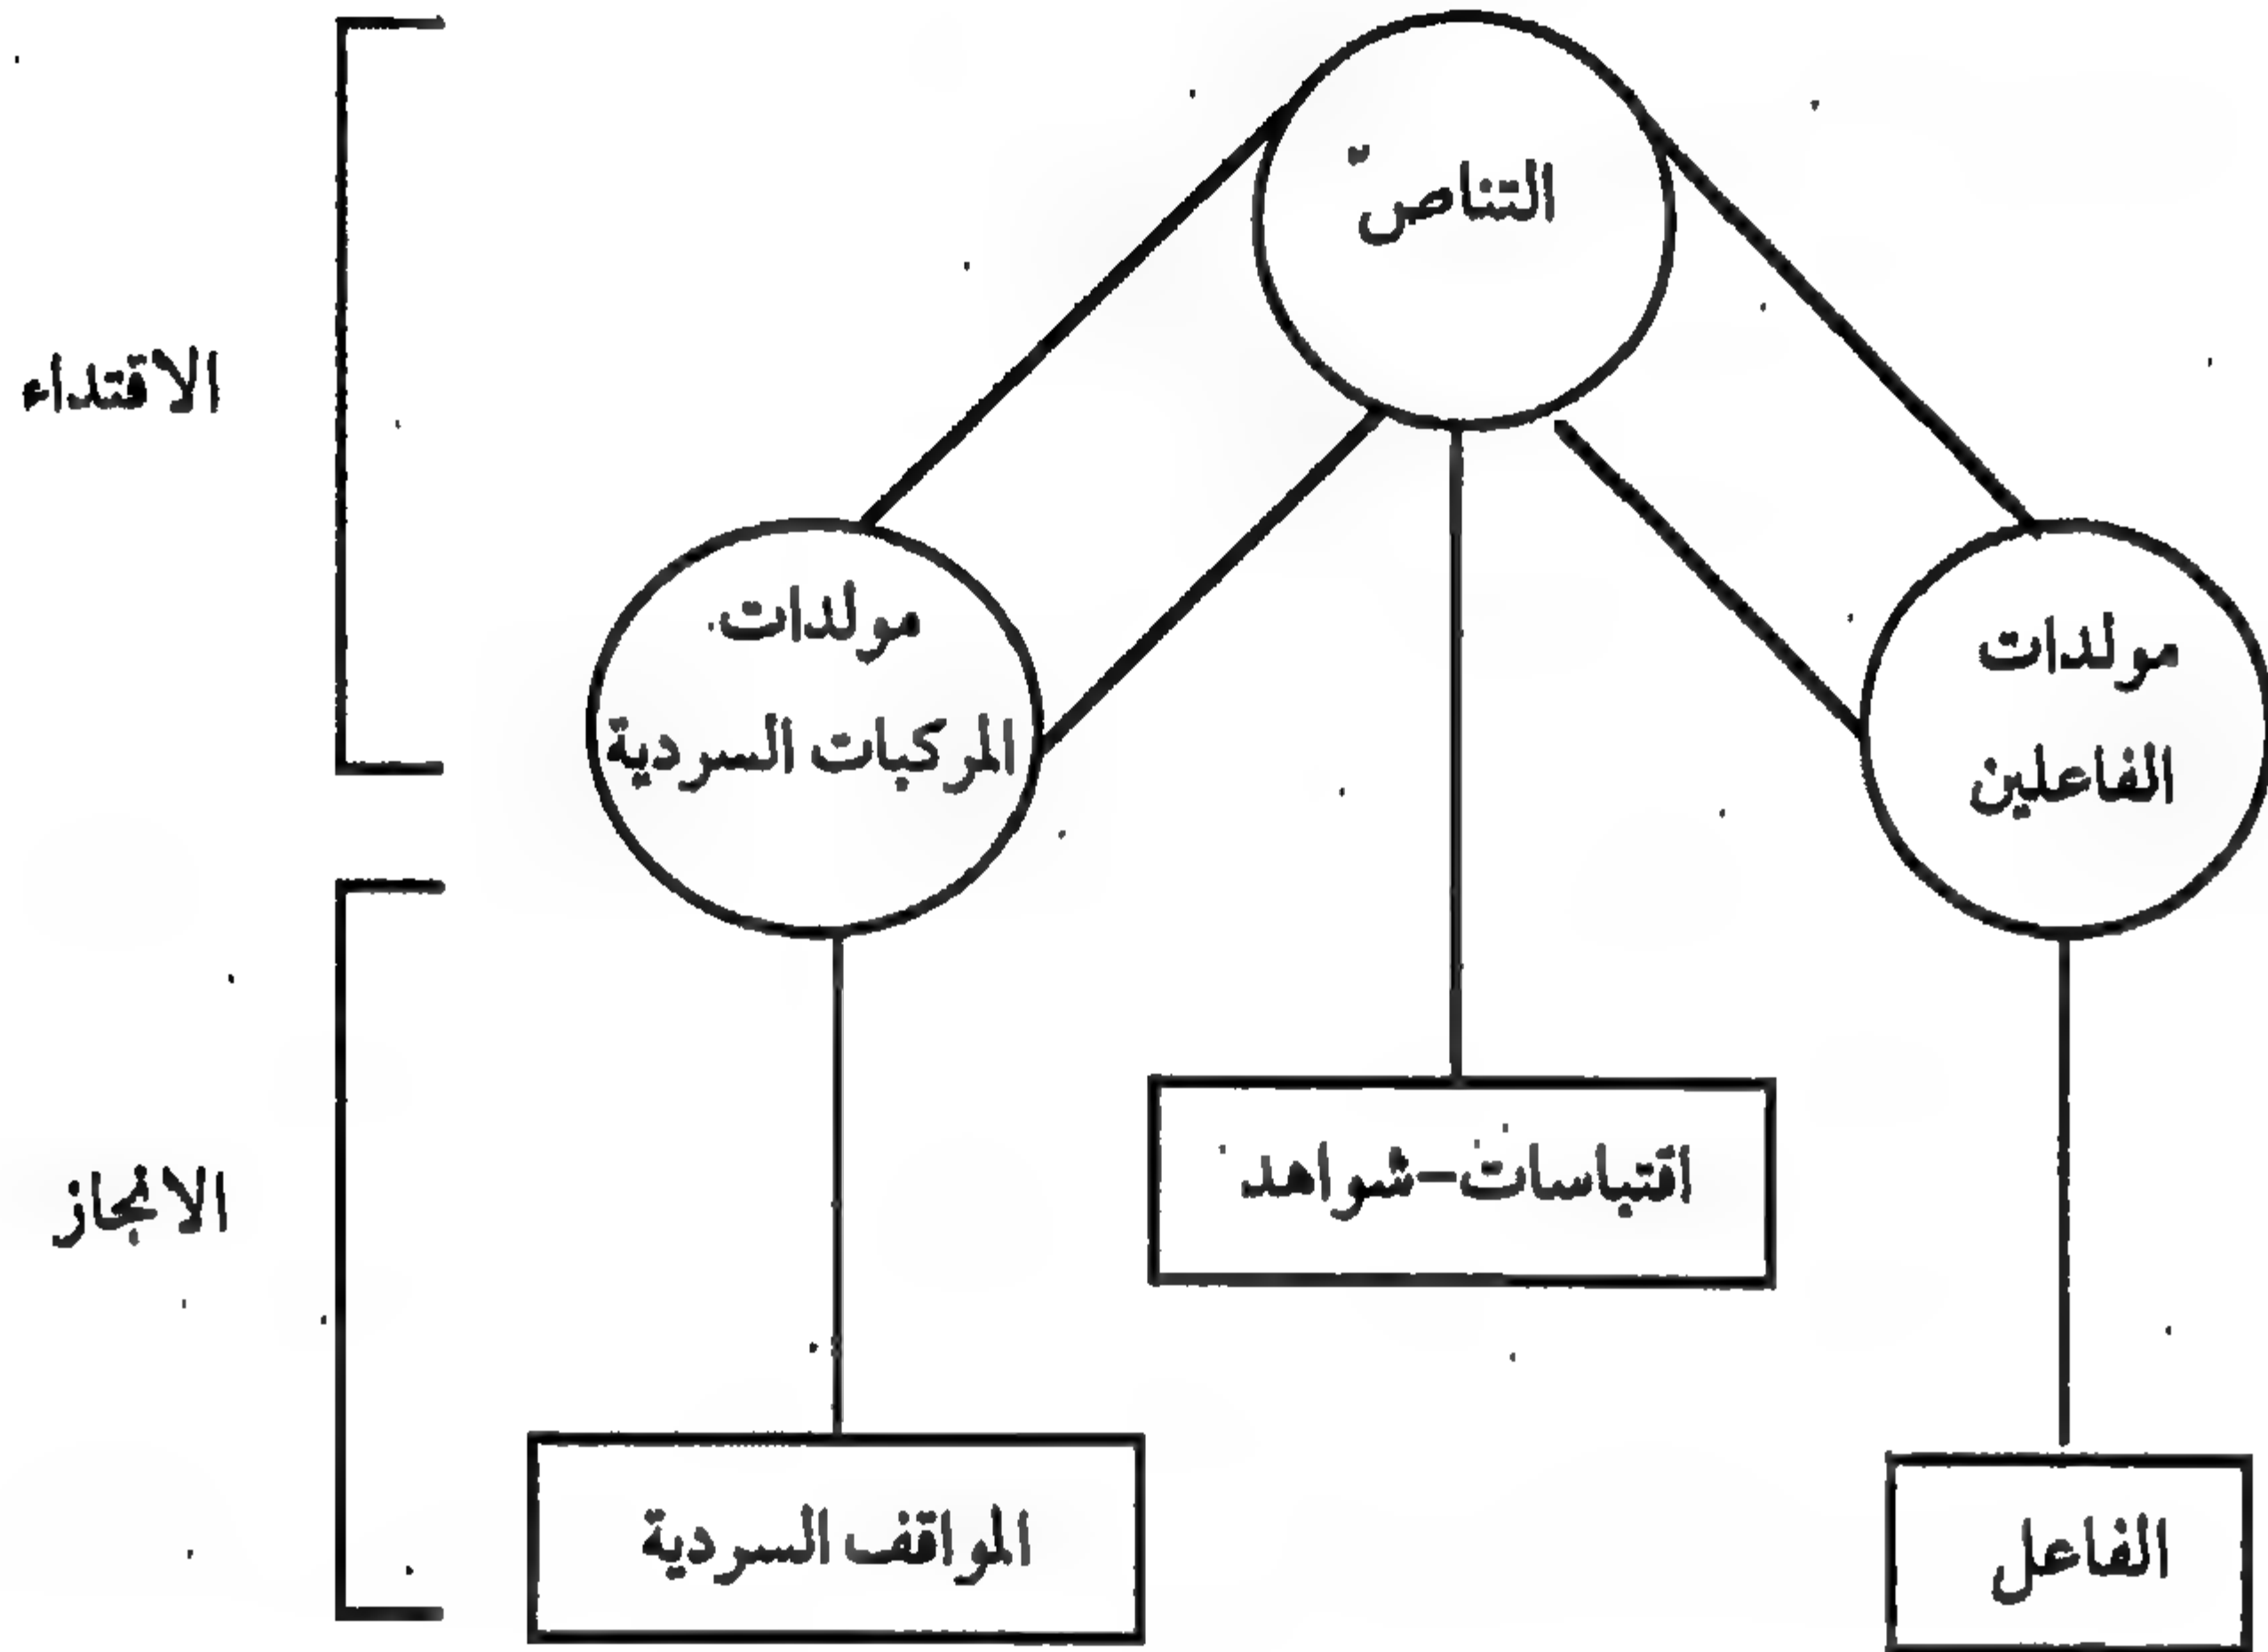 التناصّ
الاقتداء
مولدات
الفاعلين
مولدات
المركبات السردية
اقتباسات-شواهد
الانجاز
الفاعل
المواقف السردية